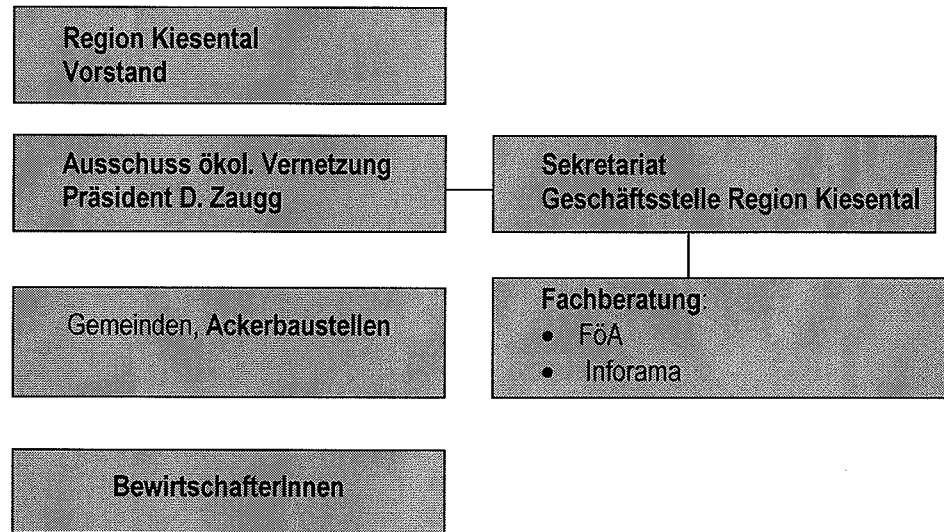 Region Kiesental
Vorstand
Ausschuss ökol. Vernetzung
Präsident D. Zaugg
Sekretariat
Geschäftsstelle Region Kiesental
Gemeinden, Ackerbaustellen
Fachberatung:
• FöA
• Inforama
BewirtschafterInnen